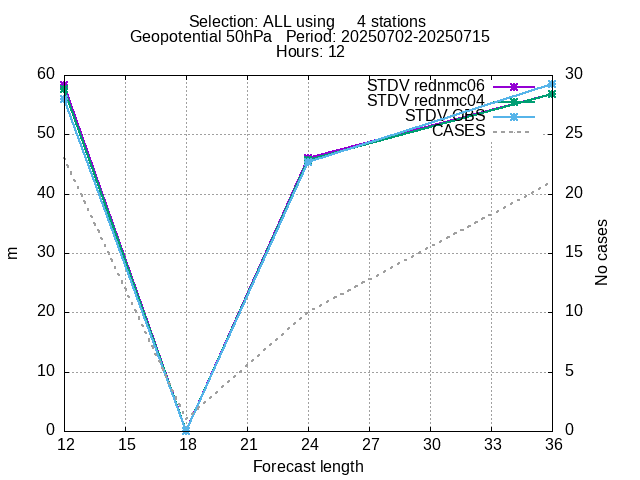 Selection: ALL using     4 stations
Geopotential 50hPa   Period: 20250702-20250715
Hours: 12
60
50
40
30
20
10
0
30
25
20
15
10
5
0
STDV rednmc06
STDV rednmc04
STDV OBS
CASES
m
No cases
12 15 18 21 24 27 30 33 36
Forecast length